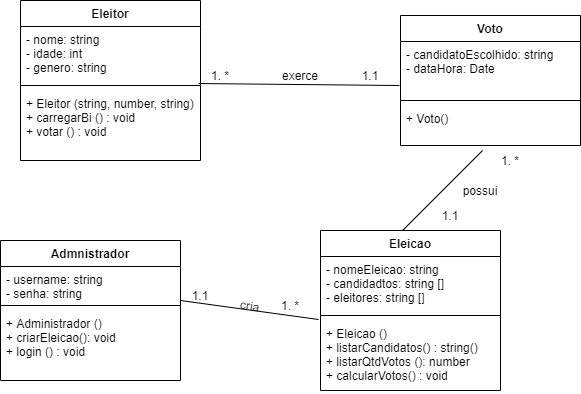 Eleitor
- nome: string
- idade: int
- genero: string
+ Eleitor (string, number, string)
+ carregarBi () : void
+ votar () : void
1. *
exerce
1.1
Voto
- candidatoEscolhido: string
- dataHora: Date
+ Voto()
1. *
possui
1.1
Admnistrador
- username: string
- senha: string
+ Administrador ()
+ criarEleicao(): void
+ login () : void
1.1
cria
1. *
Eleicao
- nomeEleicao: string
- candidadtos: string []
- eleitores: string []
+ Eleicao ()
+ listarCandidatos() : string()
+ listarQtdVotos (): number
+ calcularVotos() : void